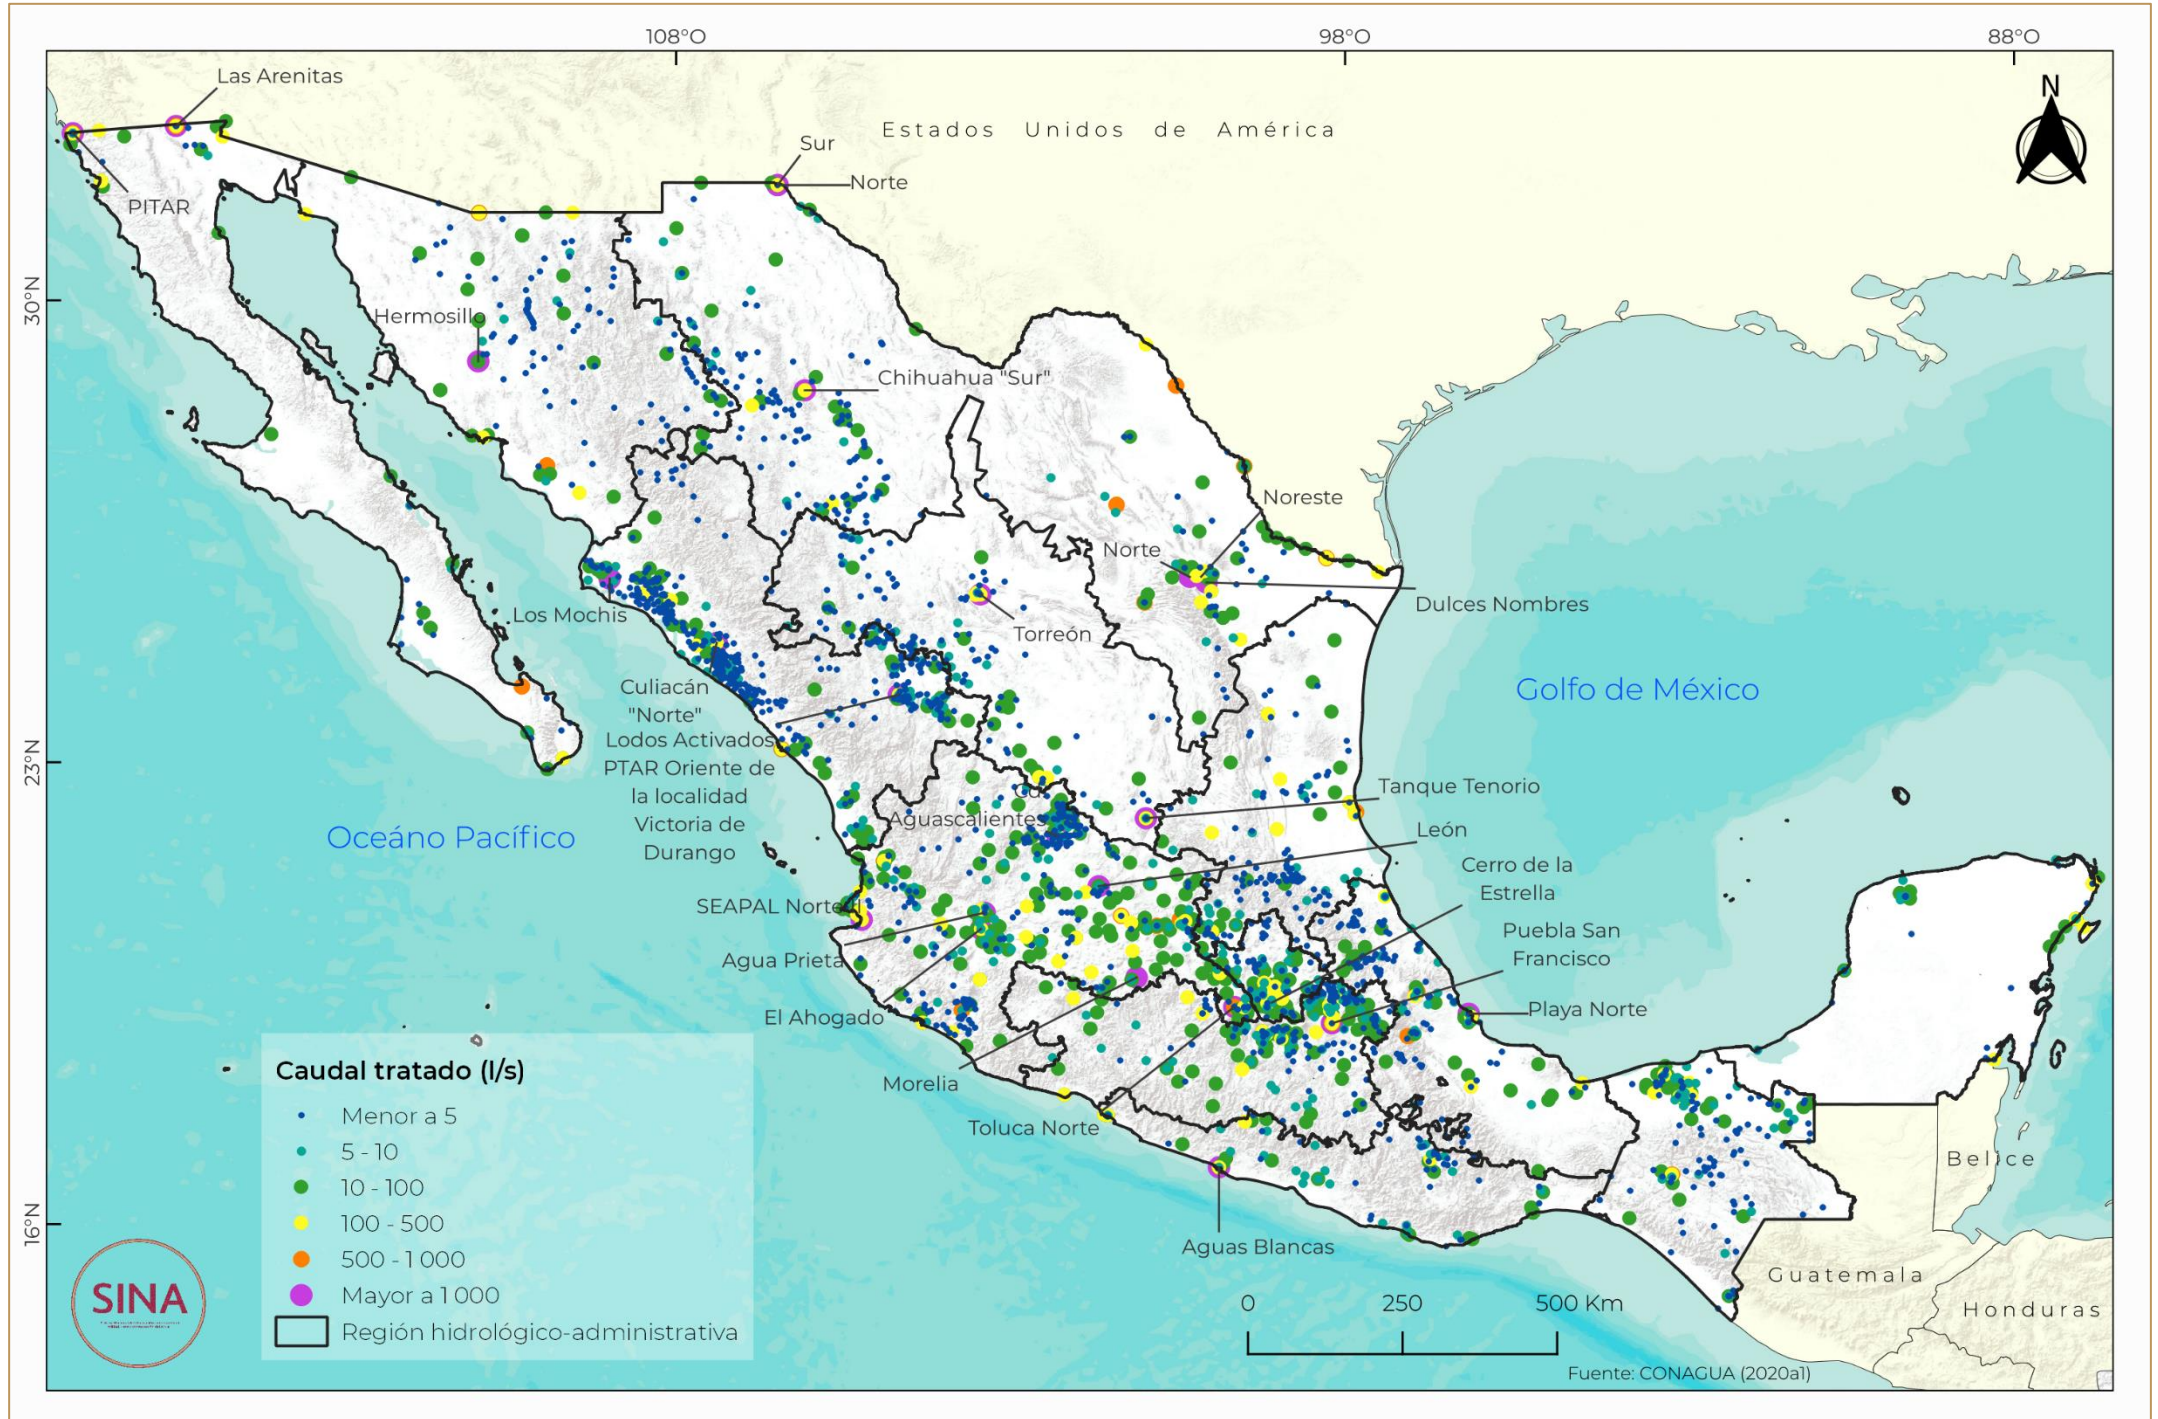 108°O
98°O
88°O
Las Arenitas
N
Estados Unidos de América
Sur
Norte
PITAR
30°N
Hermosillo
Chihuahua "Sur"
Noreste
Norte
Dulces Nombres
Los Mochis
Torreón
Culiacán
"Norte"
Golfo de México
Lodos Activados
PTAR Oriente de
la localidad
Victoria de
Durango
23°N
Tanque Tenorio
Aguascalientes
León
Oceáno Pacífico
Cerro de la
Estrella
SEAPAL Norte
Puebla San
Francisco
Agua Prieta
El Ahogado
Playa Norte
Morelia
Toluca Norte
Belice
Aguas Blancas
16°N
Guatemala
Honduras
Caudal tratado (l/s)
Menor a 5
5 - 10
10 - 100
100 - 500
500 - 1 000
Mayor a 1 000
Región hidrológico-administrativa
SINA
0 250 500 Km
Fuente: CONAGUA (2020a1)